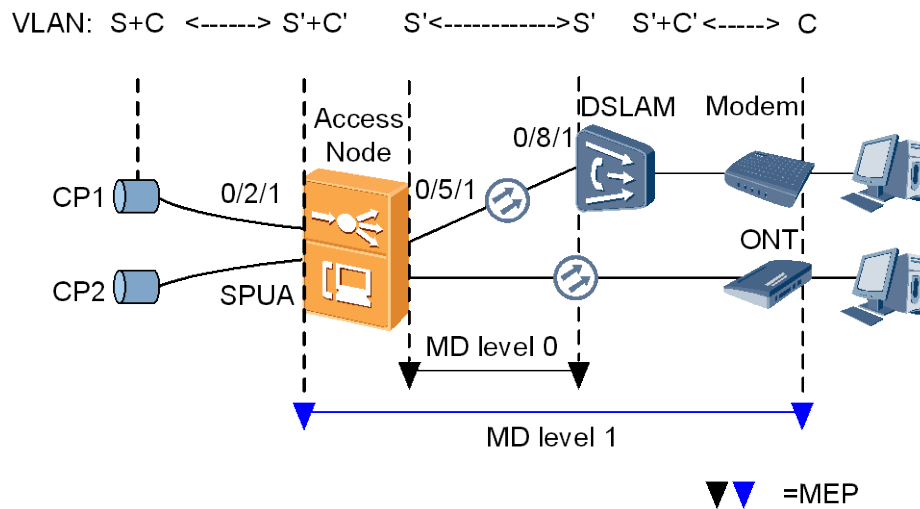 VLAN: S+C <------> S'+C' S'<------------>S' S'+C'<-----> C
Access Node
DSLAM
Modem
0/8/1
CP1
0/2/1
0/5/1
ONT
CP2
SPUA
MD level 0
MD level 1
=MEP